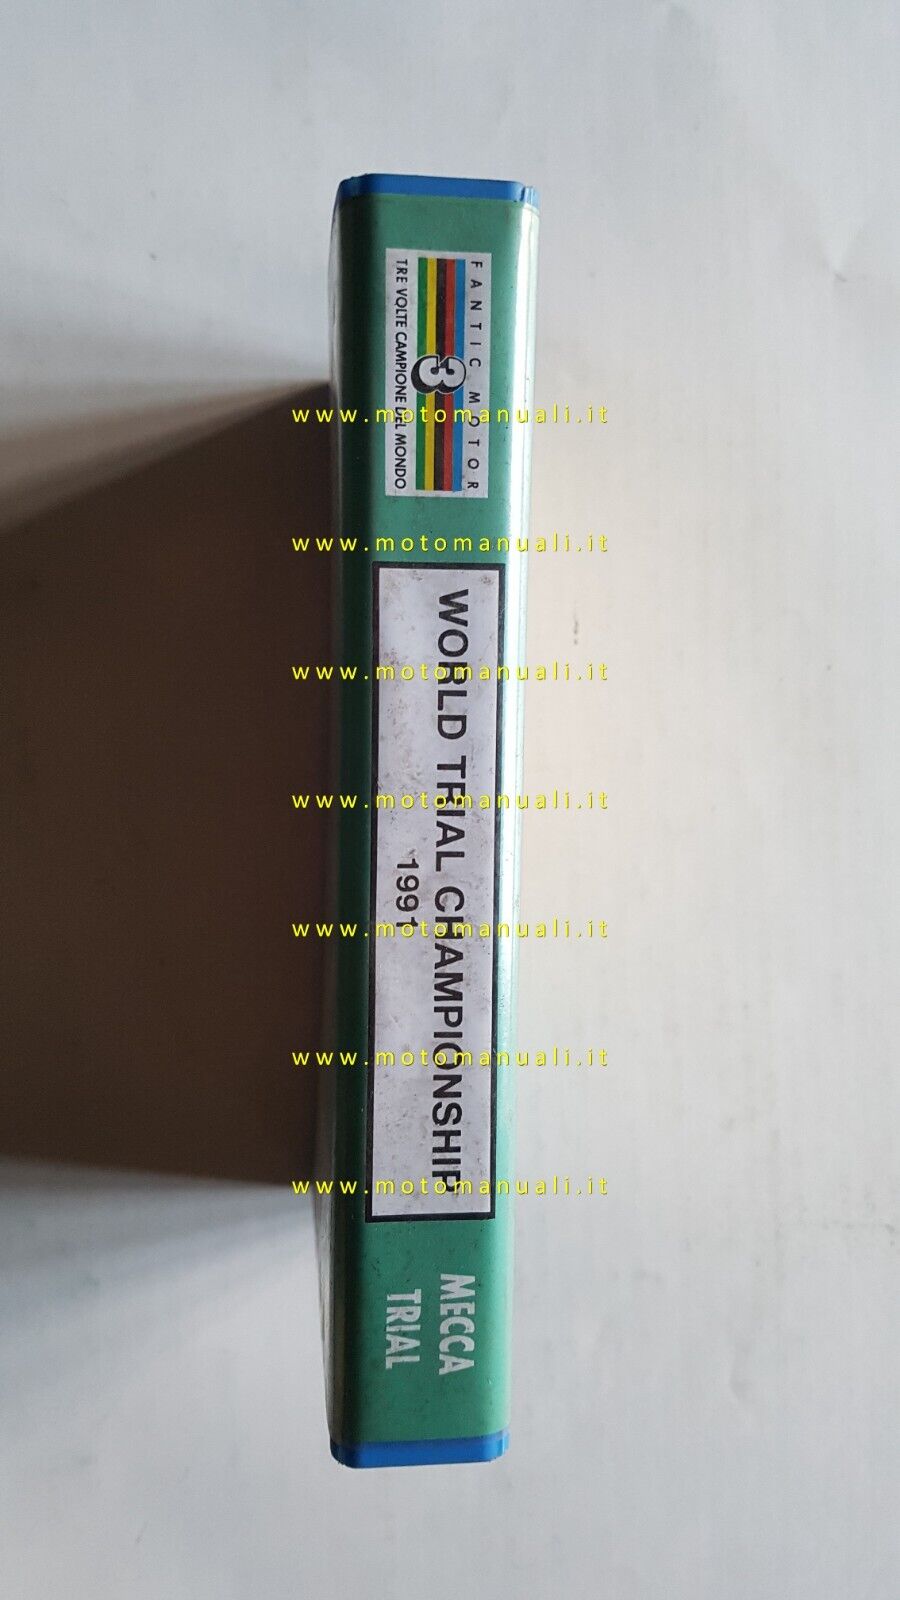 FANTIC MOTOR
3
TRE VOLTE CAMPIONE DEL MONDO
WORLD TRIAL CHAMPIONSHIP
1991
MECCA
TRIAL
www.motomanuali.it
www.motomanuali.it
www.motomanuali.it
www.motomanuali.it
www.motomanuali.it
www.motomanuali.it
www.motomanuali.it